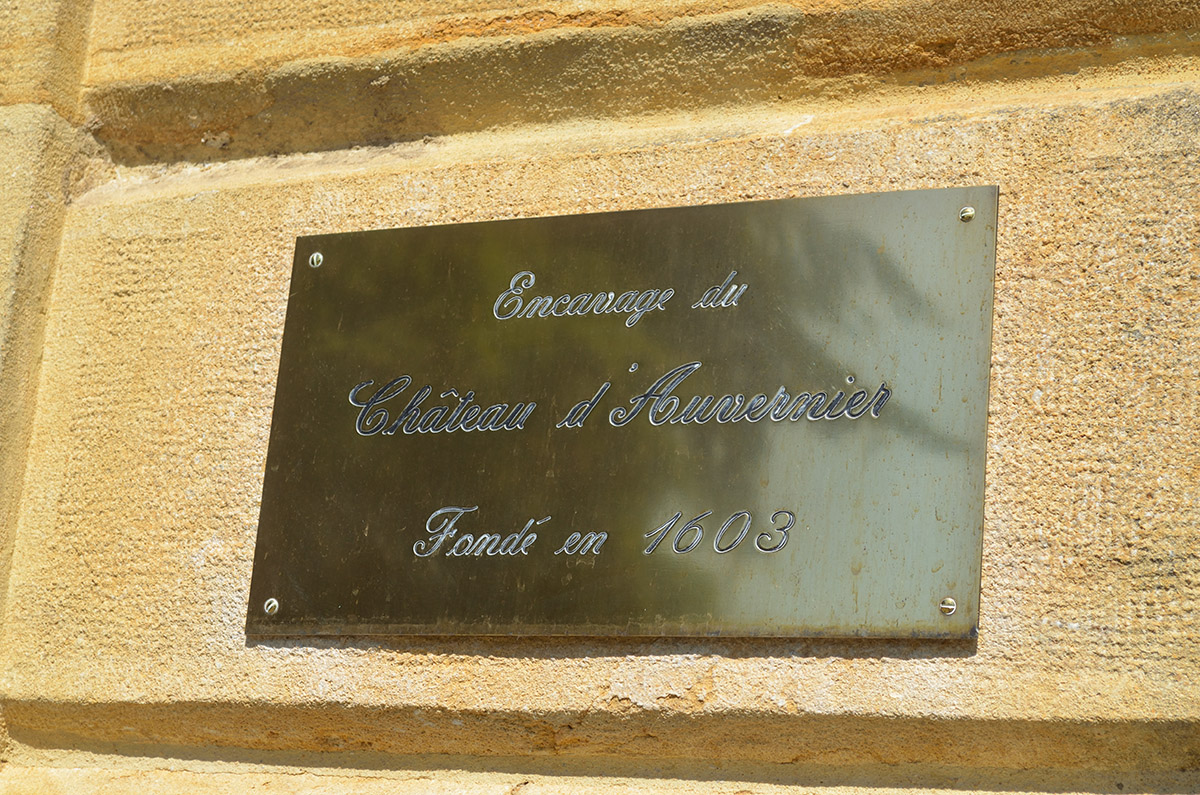 Encavage du
Château d'Auvernier
Fondé en 1603